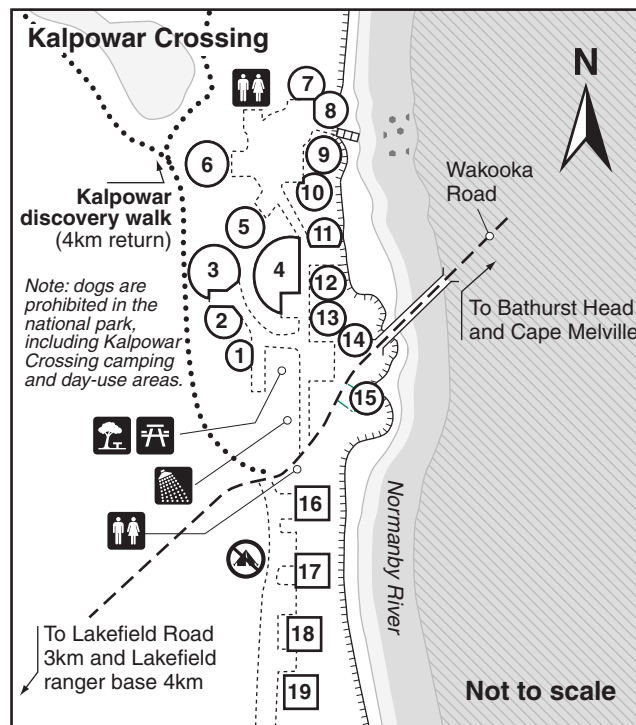 Kalpowar Crossing
N
7
8
9
6
10
Wakooka
Road
Kalpowar
discovery walk
(4km return)
5
11
3
4
12
Note: dogs are
prohibited in the
national park,
including Kalpowar
Crossing camping
and day-use areas.
2
13
14
To Bathurst Head
and Cape Melville
1
15
16
Normanby River
17
18
To Lakefield Road
3km and Lakefield
ranger base 4km
19
Not to scale